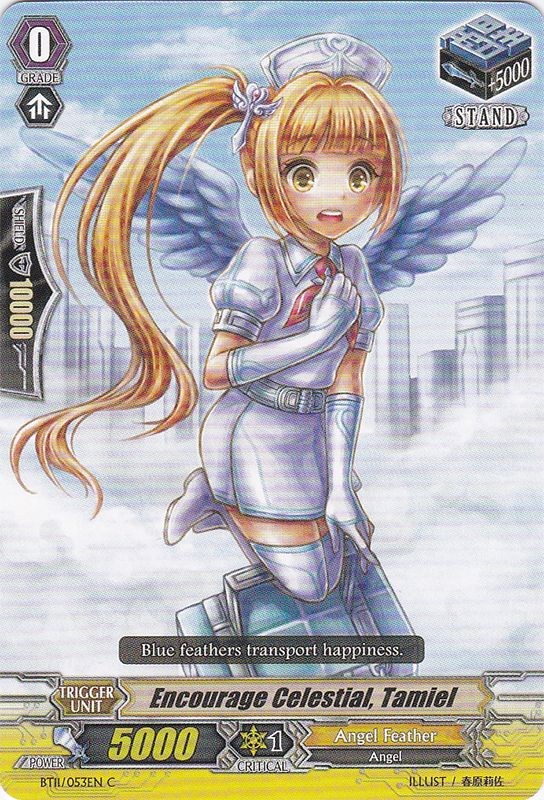 0
GRADE
+5000
STAND
SHIELD
10000
Blue feathers transport happiness.
TRIGGER
UNIT
Encourage Celestial, Tamiel
POWER
5000
1
CRITICAL
Angel Feather
Angel
BT11/053EN C
ILLUST / 春原莉佐